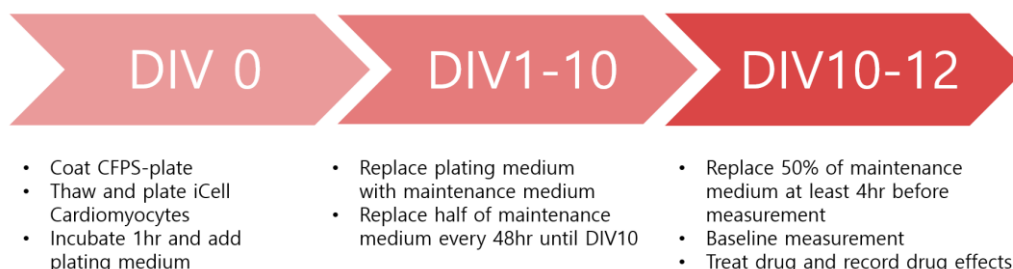 DIV 0
• Coat CFPS-plate
• Thaw and plate iCell
Cardiomyocytes
• Incubate 1hr and add
plating medium
DIV1-10
• Replace plating medium
with maintenance medium
• Replace half of maintenance
medium every 48hr until DIV10
DIV10-12
• Replace 50% of maintenance
medium at least 4hr before
measurement
• Baseline measurement
• Treat drug and record drug effects